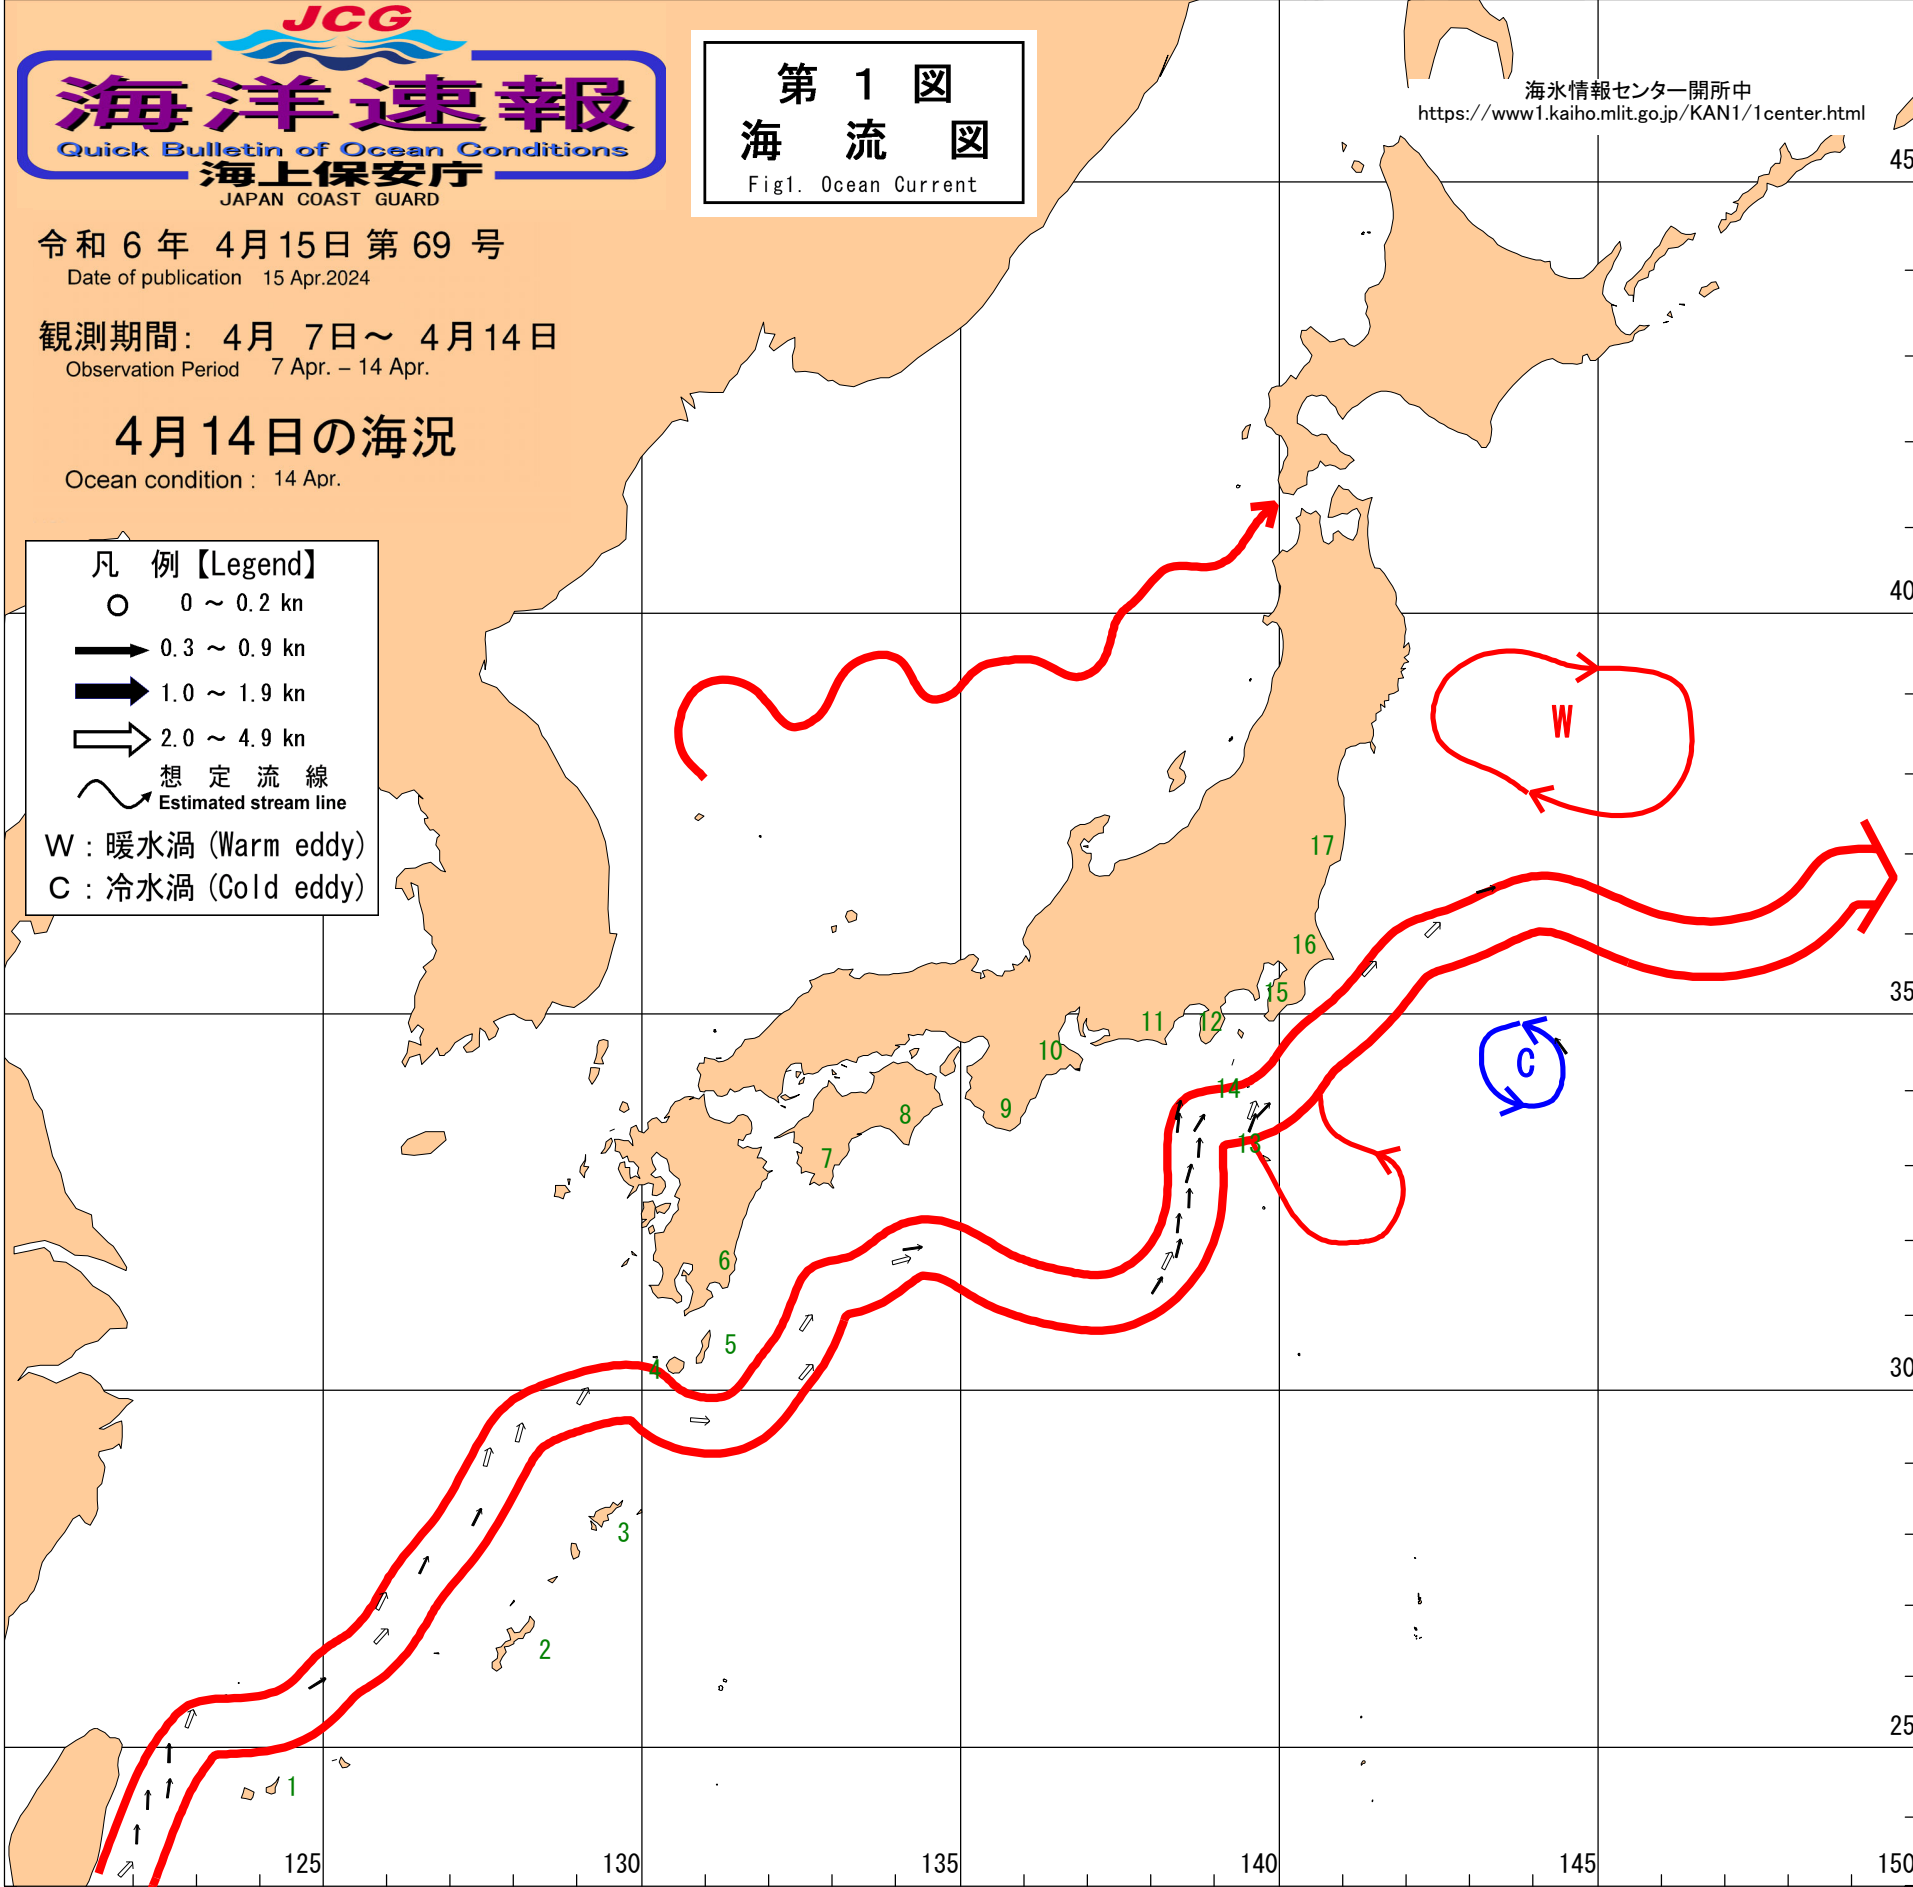 JCG
海洋速報
Quick Bulletin of Ocean Conditions
海上保安庁
JAPAN COAST GUARD
第 1 図
海 流 図
Fig1. Ocean Current
海氷情報センター開所中
https://www1.kaiho.mlit.go.jp/KAN1/1center.html
令和 6 年 4月15日 第 69 号
Date of publication 15 Apr.2024
観測期間: 4月 7日～ 4月14日
Observation Period 7 Apr. – 14 Apr.
4月14日の海況
Ocean condition : 14 Apr.
凡 例【Legend】
0 ～ 0.2 kn
0.3 ～ 0.9 kn
1.0 ～ 1.9 kn
2.0 ～ 4.9 kn
想 定 流 線
Estimated stream line
W : 暖水渦 (Warm eddy)
C : 冷水渦 (Cold eddy)
45
40
W
17
16
35
15
11
12
10
C
14
9
8
13
7
6
5
4
30
3
2
25
1
125
130
135
140
145
150